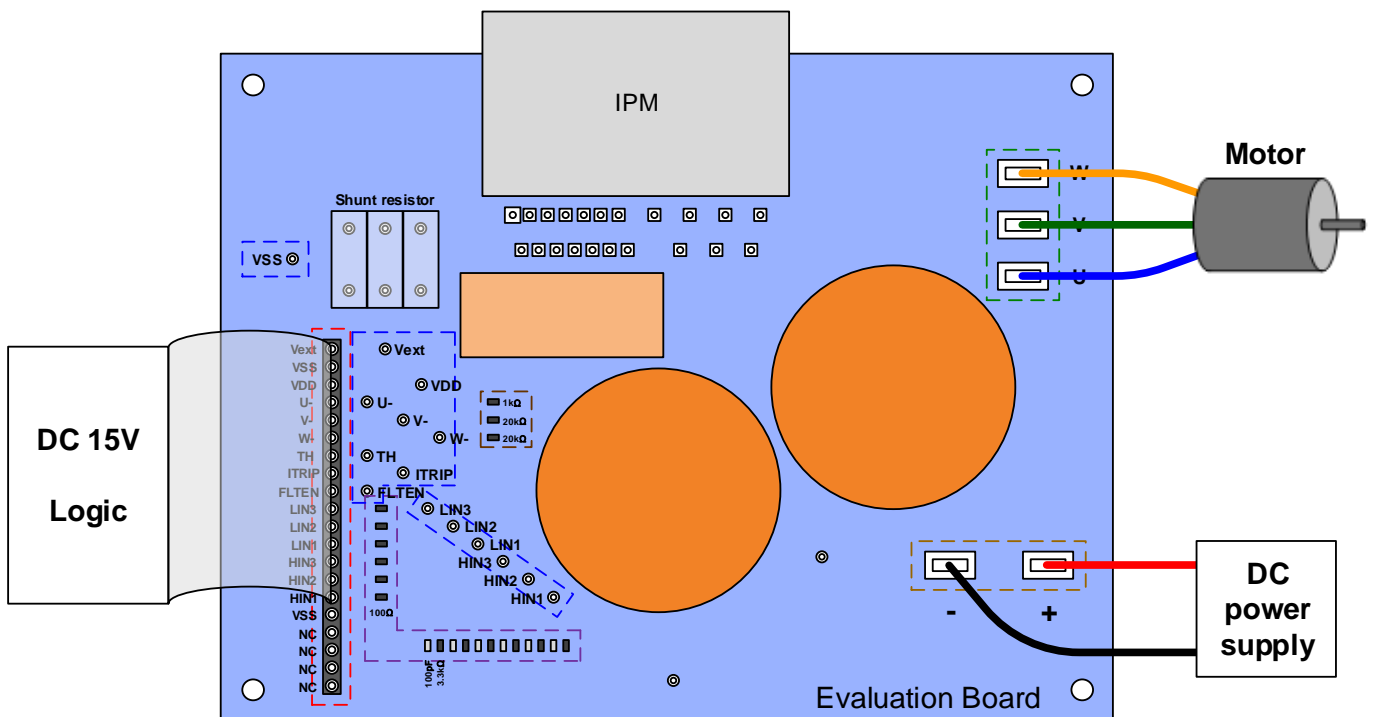 IPM
Motor
W
V
U
Shunt resistor
VSS
Vext
VSS
VDD
U-
V-
W-
TH
ITRIP
FLTEN
LIN3
LIN2
LIN1
HIN3
HIN2
HIN1
VSS
NC
NC
NC
NC
Vext
VDD
U-
V-
W-
TH
ITRIP
FLTEN
LIN3
LIN2
LIN1
HIN3
HIN2
HIN1
1kΩ
20kΩ
20kΩ
100Ω
100pF
3.3kΩ
DC 15V
Logic
-
+
DC
power
supply
Evaluation Board